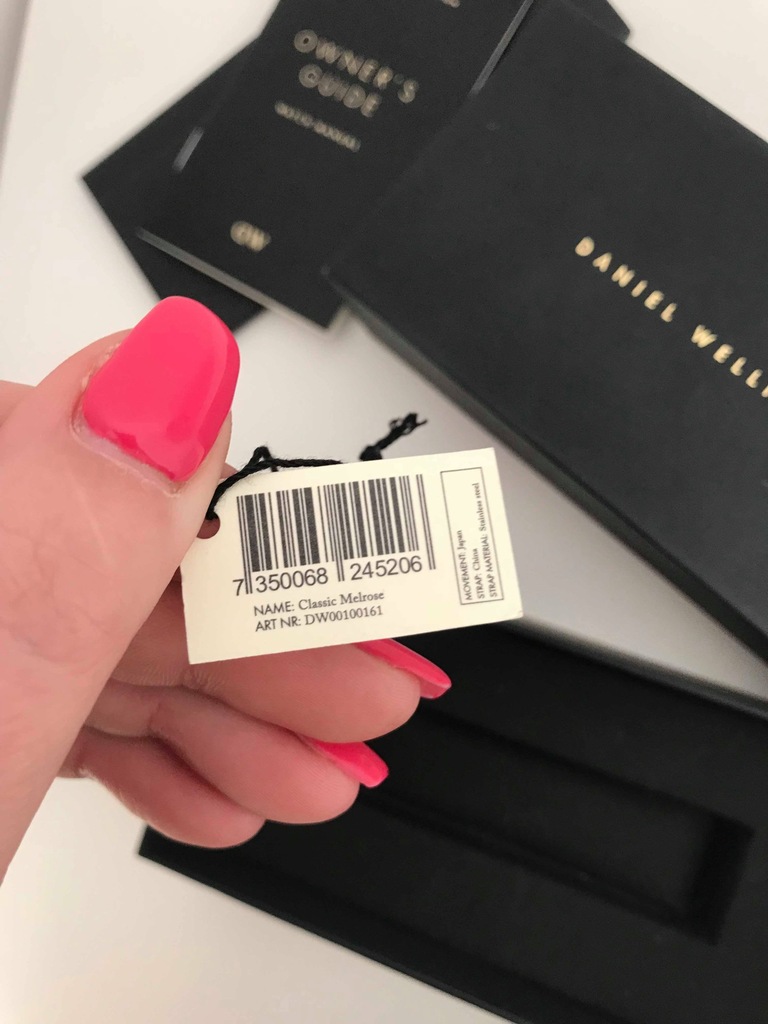 OWNER'S
GUIDE
DW
DANIEL WELLI
7 350068 245206
NAME: Classic Melrose
ART NR: DW00100161
MOVEMENT: Japan
STRAP: China
STRAP MATERIAL: Stainless steel